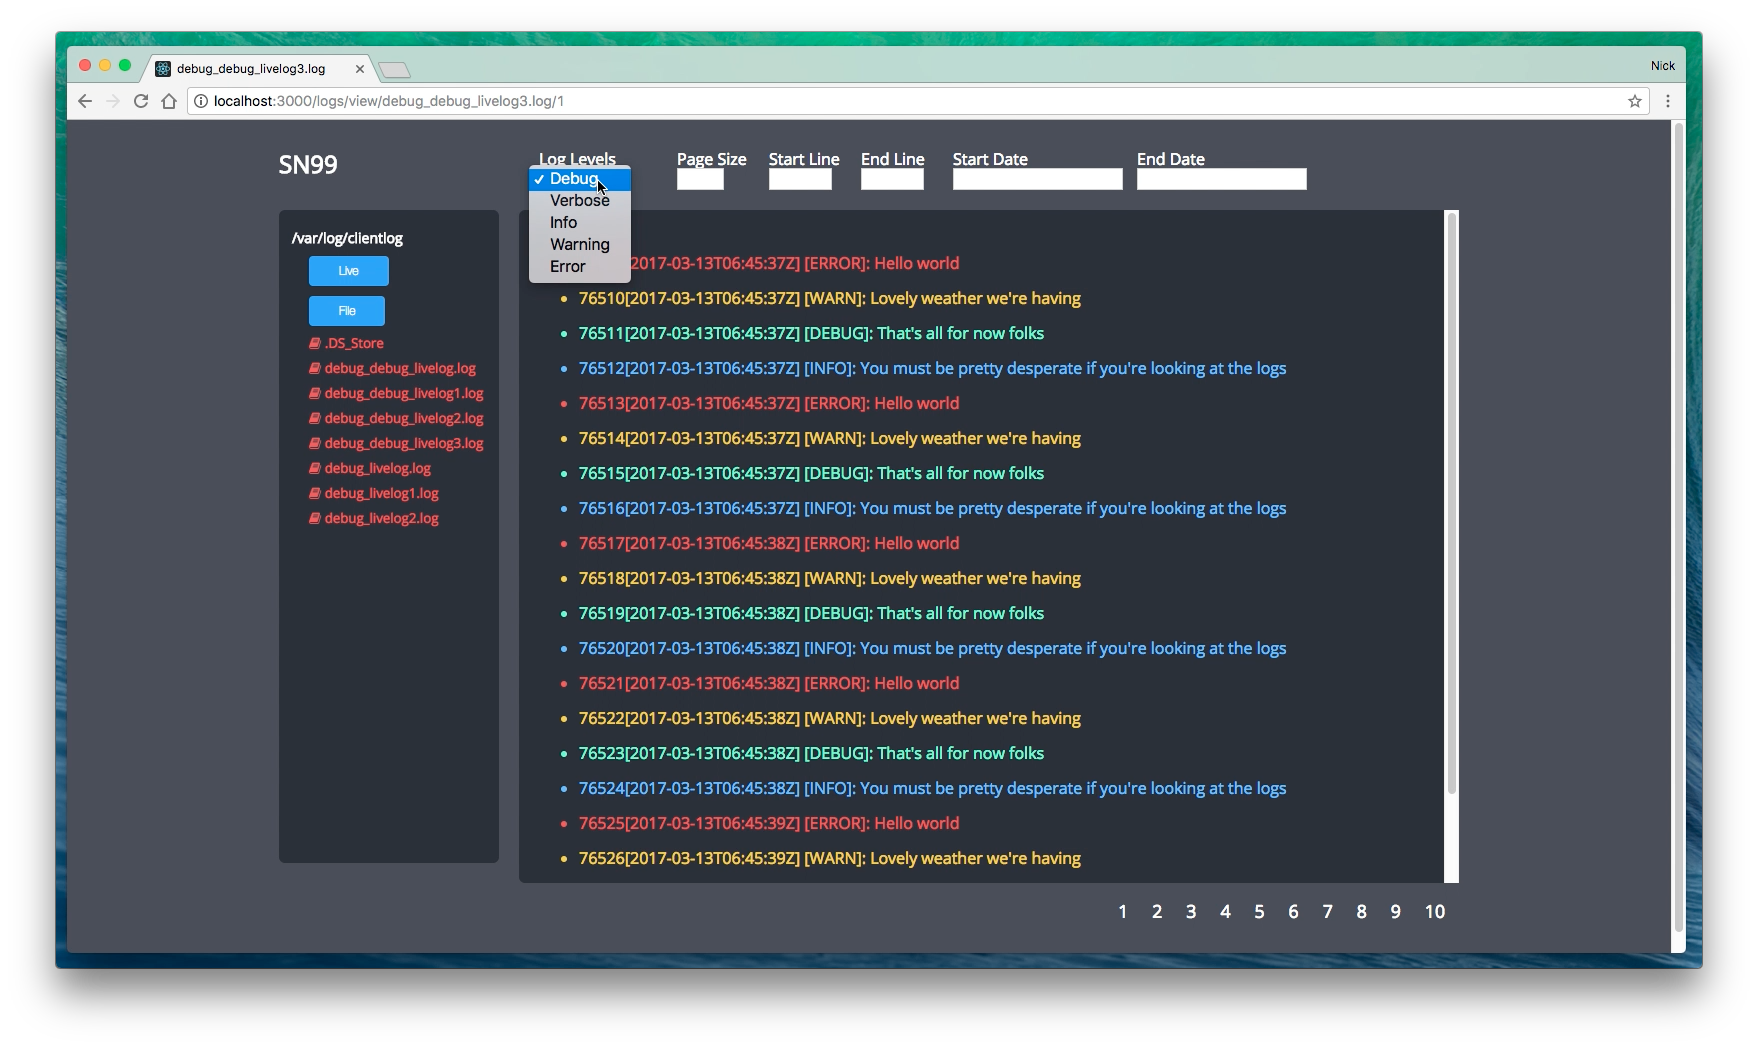 debug_debug_livelog3.log
Nick
localhost:3000/logs/view/debug_debug_livelog3.log/1
SN99
Log Levels
Page Size
Start Line
End Line
Start Date
End Date
✓ Debug
Verbose
Info
Warning
Error
/var/log/clientlog
Live
File
.DS_Store
debug_debug_livelog.log
debug_debug_livelog1.log
debug_debug_livelog2.log
debug_debug_livelog3.log
debug_livelog.log
debug_livelog1.log
debug_livelog2.log
2017-03-13T06:45:37Z] [ERROR]: Hello world
76510[2017-03-13T06:45:37Z] [WARN]: Lovely weather we're having
76511[2017-03-13T06:45:37Z] [DEBUG]: That's all for now folks
76512[2017-03-13T06:45:37Z] [INFO]: You must be pretty desperate if you're looking at the logs
76513[2017-03-13T06:45:37Z] [ERROR]: Hello world
76514[2017-03-13T06:45:37Z] [WARN]: Lovely weather we're having
76515[2017-03-13T06:45:37Z] [DEBUG]: That's all for now folks
76516[2017-03-13T06:45:37Z] [INFO]: You must be pretty desperate if you're looking at the logs
76517[2017-03-13T06:45:38Z] [ERROR]: Hello world
76518[2017-03-13T06:45:38Z] [WARN]: Lovely weather we're having
76519[2017-03-13T06:45:38Z] [DEBUG]: That's all for now folks
76520[2017-03-13T06:45:38Z] [INFO]: You must be pretty desperate if you're looking at the logs
76521[2017-03-13T06:45:38Z] [ERROR]: Hello world
76522[2017-03-13T06:45:38Z] [WARN]: Lovely weather we're having
76523[2017-03-13T06:45:38Z] [DEBUG]: That's all for now folks
76524[2017-03-13T06:45:38Z] [INFO]: You must be pretty desperate if you're looking at the logs
76525[2017-03-13T06:45:39Z] [ERROR]: Hello world
76526[2017-03-13T06:45:39Z] [WARN]: Lovely weather we're having
1 2 3 4 5 6 7 8 9 10